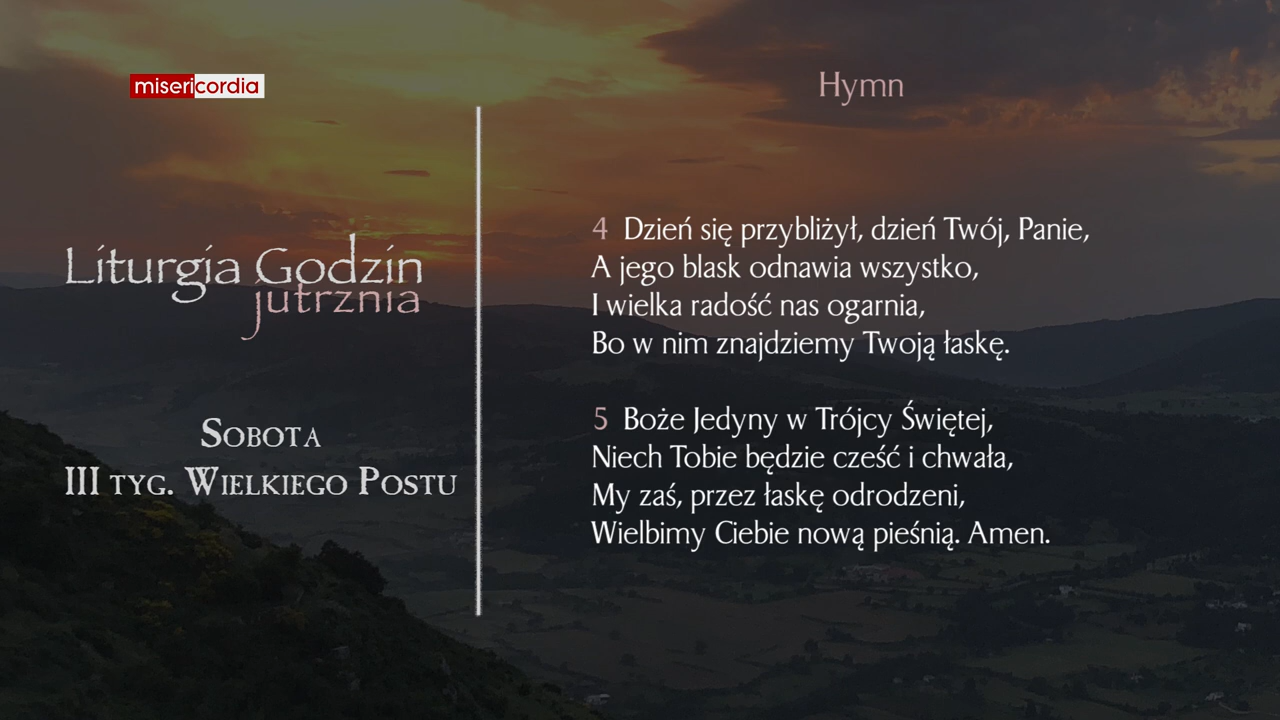 misericordia
Liturgia Godzin
jutrznia
Sobota
III tyg. Wielkiego Postu
Hymn
4 Dzień się przybliżył, dzień Twój, Panie,
A jego blask odnawia wszystko,
I wielka radość nas ogarnia,
Bo w nim znajdziemy Twoją łaskę.
5 Boże Jedyny w Trójcy Świętej,
Niech Tobie będzie cześć i chwała,
My zaś, przez łaskę odrodzeni,
Wielbimy Ciebie nową pieśnią. Amen.